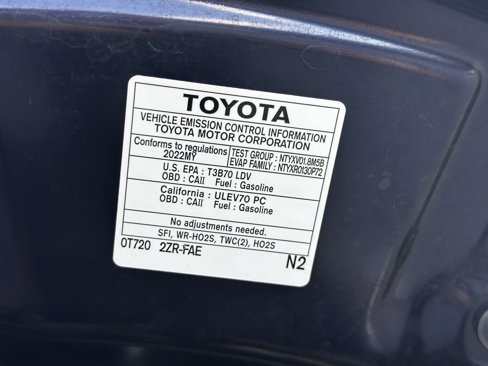 TOYOTA
VEHICLE EMISSION CONTROL INFORMATION
TOYOTA MOTOR CORPORATION
Conforms to regulations
2022MY
TEST GROUP : NTYXV01.8M5B
EVAP FAMILY : NTYXR0130P72
U.S. EPA : T3B70 LDV
OBD : CAII Fuel : Gasoline
California : ULEV70 PC
OBD : CAII Fuel : Gasoline
No adjustments needed.
SFI, WR-HO2S, TWC(2), HO2S
0T720 2ZR-FAE N2